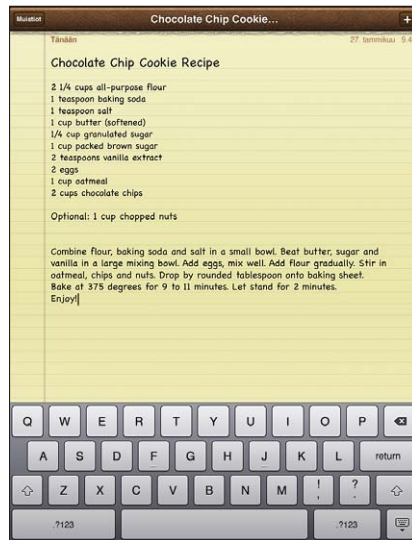 Muistiot
Chocolate Chip Cookie...
+
Tänään
27. tammikuu 9.4
Chocolate Chip Cookie Recipe
2 1/4 cups all-purpose flour
1 teaspoon baking soda
1 teaspoon salt
1 cup butter (softened)
1/4 cup granulated sugar
1 cup packed brown sugar
2 teaspoons vanilla extract
2 eggs
1 cup oatmeal
2 cups chocolate chips
Optional: 1 cup chopped nuts
Combine flour, baking soda and salt in a small bowl. Beat butter, sugar and
vanilla in a large mixing bowl. Add eggs, mix well. Add flour gradually. Stir in
oatmeal, chips and nuts. Drop by rounded tablespoon onto baking sheet.
Bake at 375 degrees for 9 to 11 minutes. Let stand for 2 minutes.
Enjoy!
Q W E R T Y U I O P
A S D F G H J K L return
Z X C V B N M ! , ? .
.?123 .?123